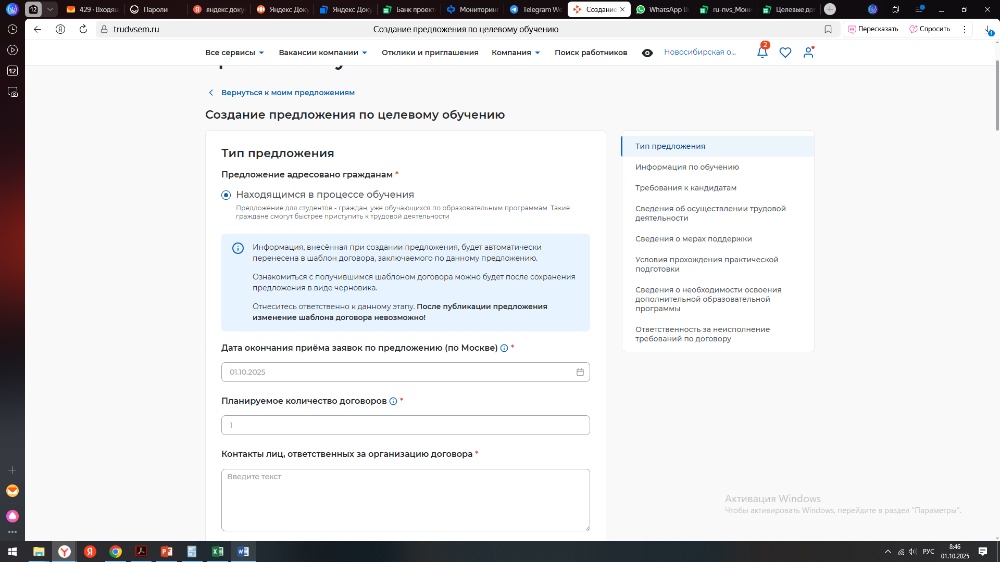 12
429 · Входящ
Пароли
яндекс доку
Яндекс Доку
Яндекс Доку
Банк проект
Мониторинг
Telegram We
Создание
WhatsApp B
ru-nvs_Мони
Целевые дог
trudvsem.ru
Создание предложения по целевому обучению
Пересказать
Спросить
1
12
Все сервисы
Вакансии компании
Отклики и приглашения
Компания
Поиск работников
Новосибирская о...
2
Вернуться к моим предложениям
Создание предложения по целевому обучению
Тип предложения
Предложение адресовано гражданам *
Находящимся в процессе обучения
Предложение для студентов - граждан, уже обучающихся по образовательным программам. Такие
граждане смогут быстрее приступить к трудовой деятельности
Информация, внесённая при создании предложения, будет автоматически
перенесена в шаблон договора, заключаемого по данному предложению.
Ознакомиться с получившимся шаблоном договора можно будет после сохранения
предложения в виде черновика.
Отнеситесь ответственно к данному этапу. После публикации предложения
изменение шаблона договора невозможно!
Дата окончания приёма заявок по предложению (по Москве) *
01.10.2025
Планируемое количество договоров *
1
Контакты лиц, ответственных за организацию договора *
Введите текст
Тип предложения
Информация по обучению
Требования к кандидатам
Сведения об осуществлении трудовой
деятельности
Сведения о мерах поддержки
Условия прохождения практической
подготовки
Сведения о необходимости освоения
дополнительной образовательной
программы
Ответственность за неисполнение
требований по договору
Активация Windows
Чтобы активировать Windows, перейдите в раздел "Параметры".
РУС
8:46
01.10.2025